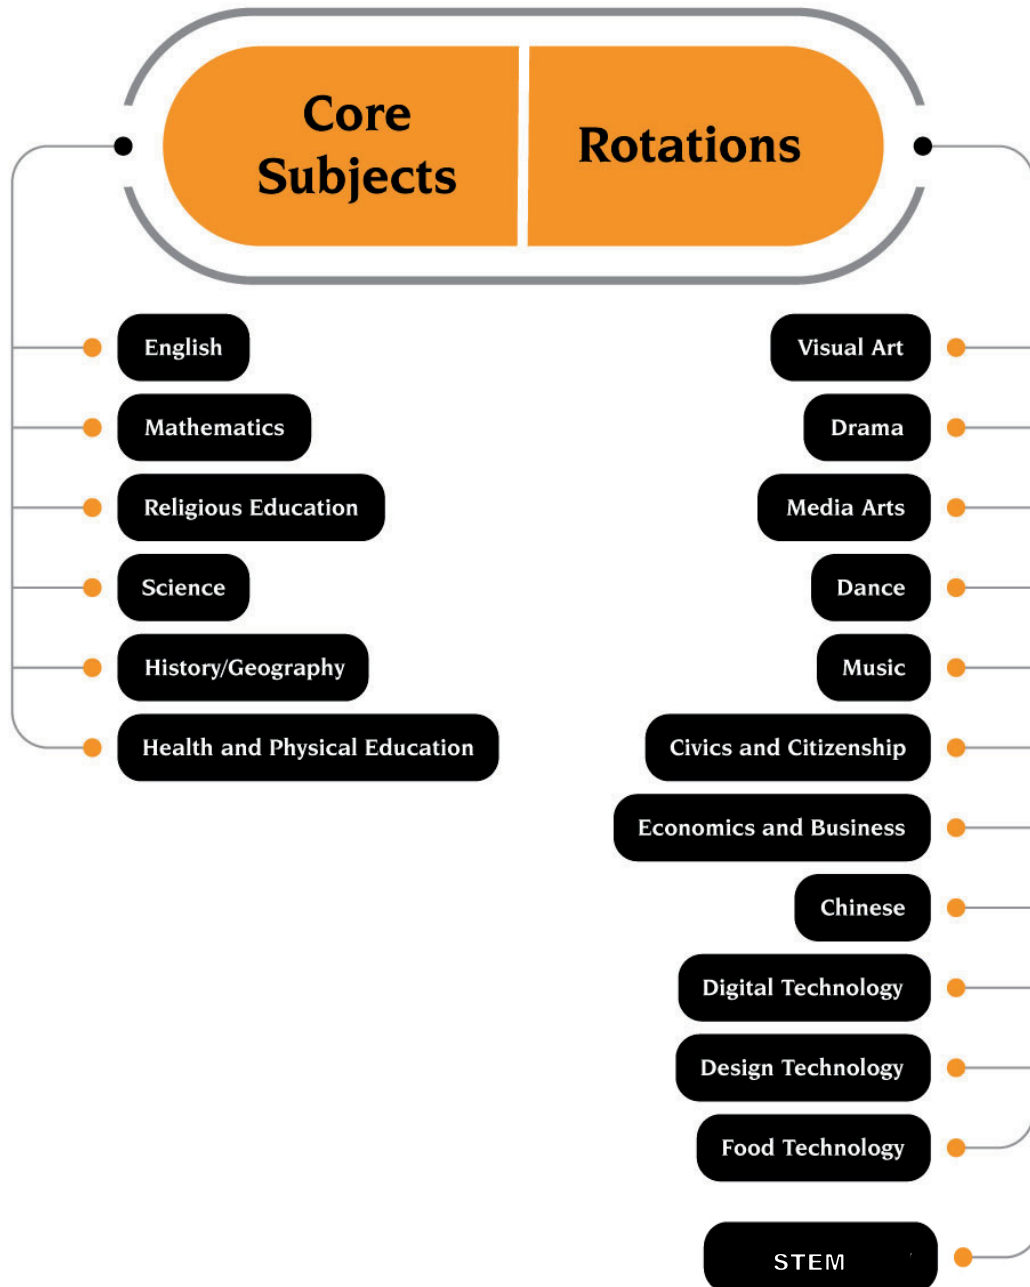 Core
Subjects
Rotations
English
Mathematics
Religious Education
Science
History/Geography
Health and Physical Education
Visual Art
Drama
Media Arts
Dance
Music
Civics and Citizenship
Economics and Business
Chinese
Digital Technology
Design Technology
Food Technology
STEM